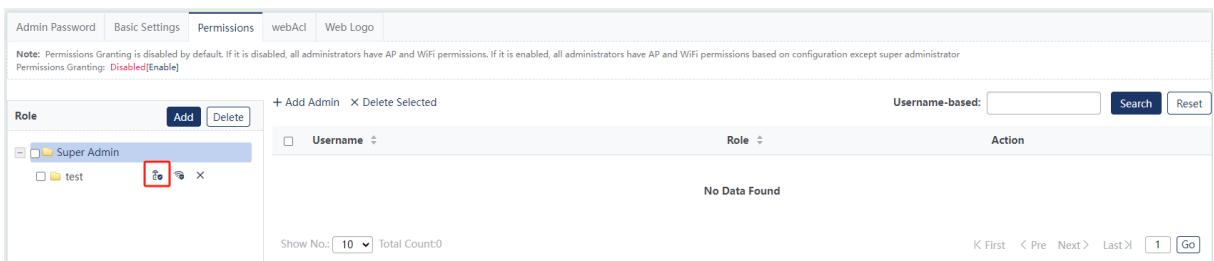 Admin Password Basic Settings Permissions webAcl Web Logo
Note: Permissions Granting is disabled by default. If it is disabled, all administrators have AP and WiFi permissions. If it is enabled, all administrators have AP and WiFi permissions based on configuration except super administrator
Permissions Granting: Disabled[Enable]
Role Add Delete
Super Admin
test
+ Add Admin × Delete Selected
Username-based: Search Reset
Username Role Action
No Data Found
Show No.: 10 Total Count:0
First Pre Next Last 1 Go